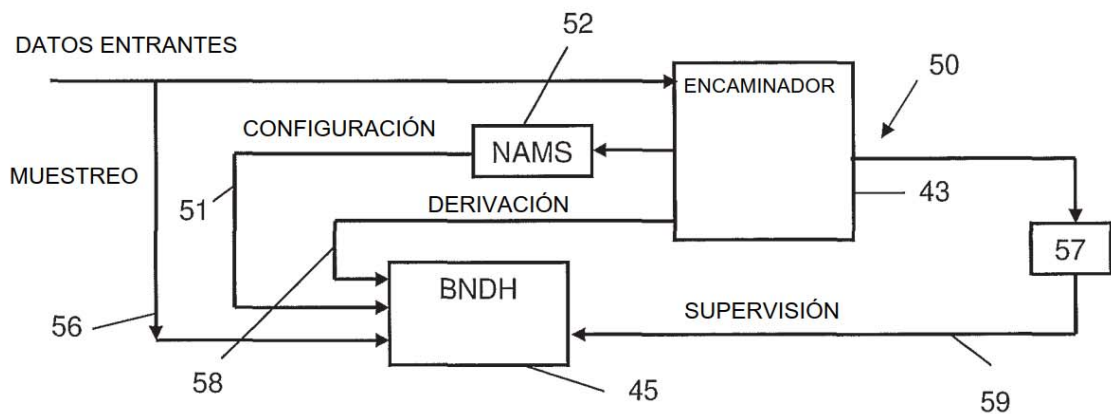 52
DATOS ENTRANTES
50
ENCAMINADOR
CONFIGURACIÓN
NAMS
MUESTREO
51
DERIVACIÓN
43
57
BNDH
SUPERVISIÓN
56
58
45
59